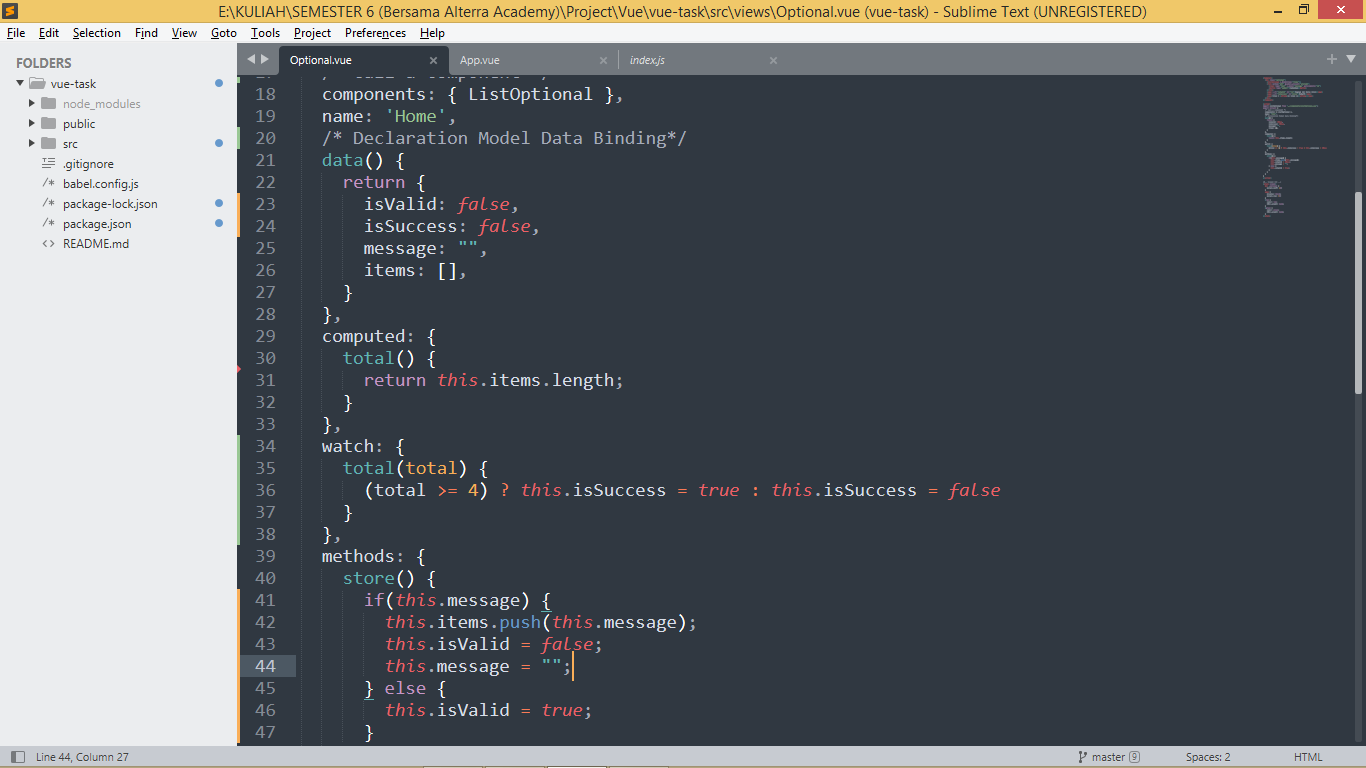 E:\KULIAH\SEMESTER 6 (Bersama Alterra Academy)\Project\Vue\vue-task\src\views\Optional.vue (vue-task) - Sublime Text (UNREGISTERED)
File Edit Selection Find View Goto Tools Project Preferences Help
FOLDERS
vue-task
node_modules
public
src
.gitignore
babel.config.js
package-lock.json
package.json
README.md
Optional.vue App.vue index.js
18 components: { ListOptional },
19 name: 'Home',
20 /* Declaration Model Data Binding*/
21 data() {
22 return {
23 isValid: false,
24 isSuccess: false,
25 message: "",
26 items: [],
27 }
28 },
29 computed: {
30 total() {
31 return this.items.length;
32 }
33 },
34 watch: {
35 total(total) {
36 (total >= 4) ? this.isSuccess = true : this.isSuccess = false
37 }
38 },
39 methods: {
40 store() {
41 if(this.message) {
42 this.items.push(this.message);
43 this.isValid = false;
44 this.message = "";
45 } else {
46 this.isValid = true;
47 }
Line 44, Column 27 master 9 Spaces: 2 HTML